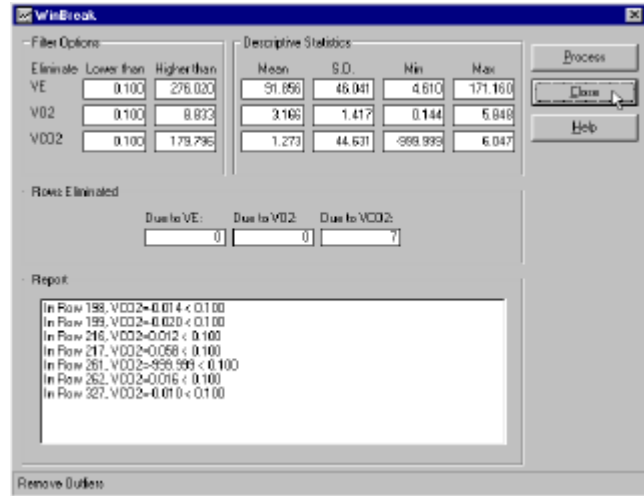 WinBreak
Filter Options
Eliminate Lower than Higher than
VE 0.100 276.020
VO2 0.100 8.833
VCO2 0.100 179.796
Descriptive Statistics
Mean S.D. Min Max
91.856 46.041 4.610 171.160
3.166 1.417 0.144 5.848
1.273 44.631 -999.999 6.047
Process
Close
Help
Rows Eliminated
Due to VE: Due to VO2: Due to VCO2:
0 0 7
Report
In Row 198, VCO2=-0.014 < 0.100
In Row 199, VCO2=-0.020 < 0.100
In Row 216, VCO2=0.012 < 0.100
In Row 217, VCO2=0.058 < 0.100
In Row 261, VCO2=-999.999 < 0.100
In Row 262, VCO2=0.016 < 0.100
In Row 327, VCO2=-0.010 < 0.100
Remove Outliers